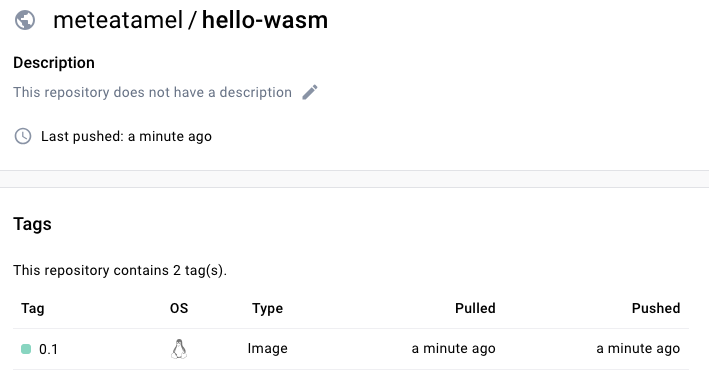 meteatamel / hello-wasm
Description
This repository does not have a description
Last pushed: a minute ago
Tags
This repository contains 2 tag(s).
Tag OS Type Pulled Pushed
0.1 Image a minute ago a minute ago